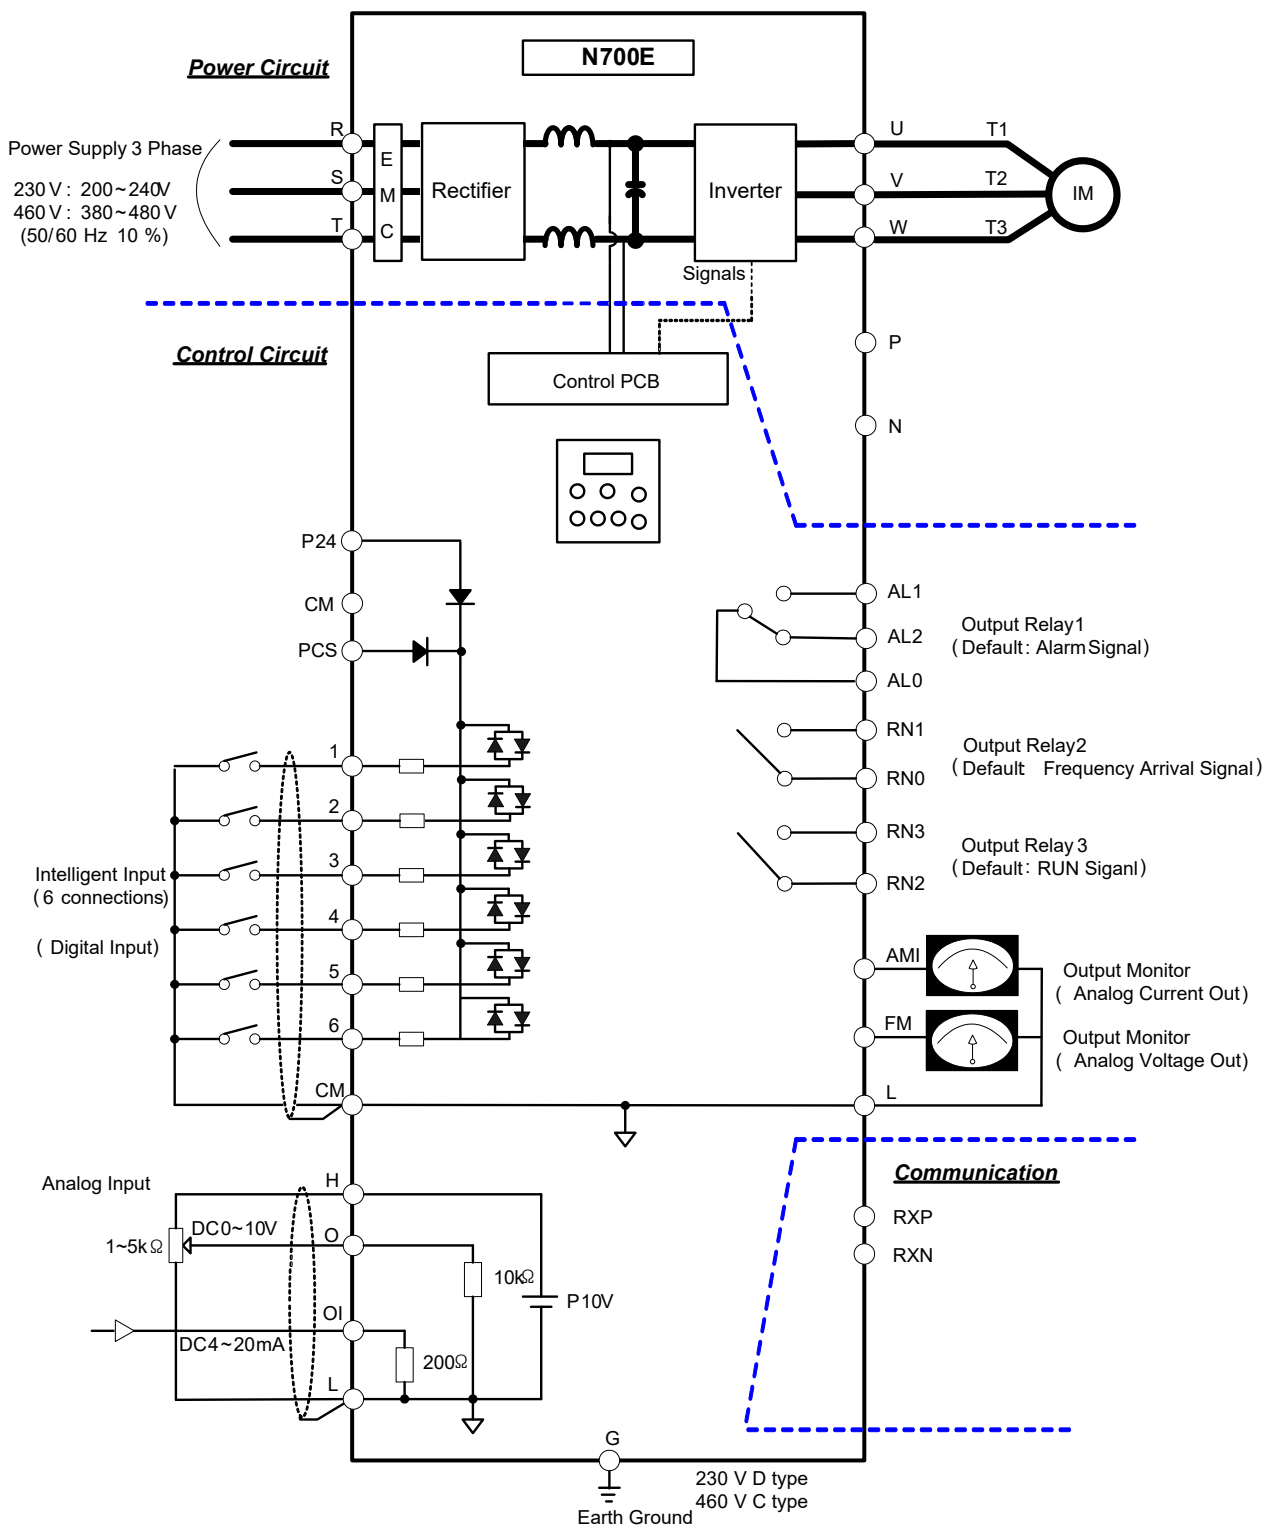 N700E
Power Circuit
R
U
T1
Power Supply 3 Phase
E
M
C
Rectifier
Inverter
IM
S
V
T2
230 V : 200~240V
460 V : 380~480 V
(50/60 Hz 10 %)
T
W
T3
Signals
Control Circuit
P
Control PCB
N
P24
CM
PCS
AL1
AL2
AL0
Output Relay1
( Default : Alarm Signal)
RN1
RN0
Output Relay2
( Default Frequency Arrival Signal )
RN3
RN2
Output Relay 3
( Default : RUN Siganl )
1
2
3
4
5
6
Intelligent Input
( 6 connections)
( Digital Input )
AMI
Output Monitor
( Analog Current Out )
FM
Output Monitor
( Analog Voltage Out)
CM
L
Communication
RXP
RXN
Analog Input
H
DC0~10V
O
1~5kΩ
10kΩ
P10V
OI
DC4~20mA
200Ω
L
G
230 V D type
460 V C type
Earth Ground